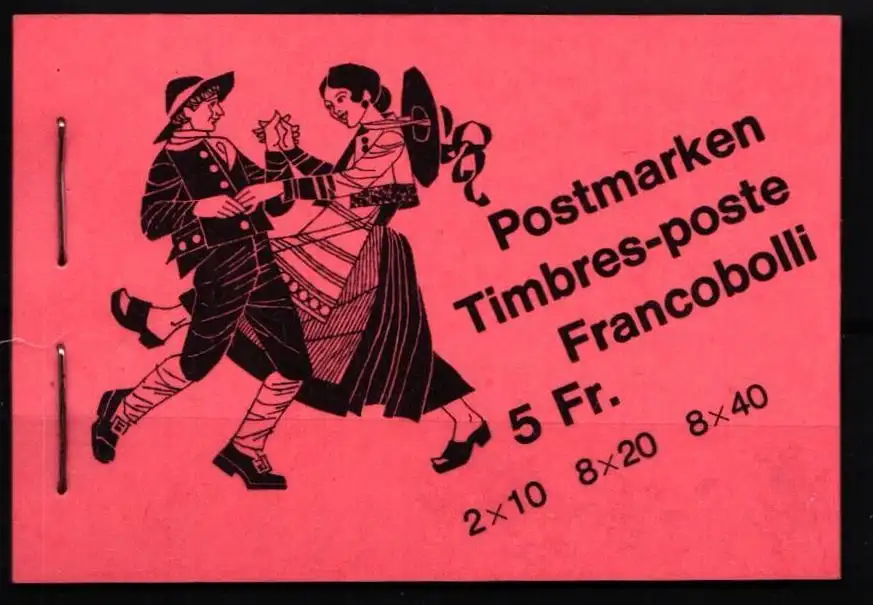 Postmarken
Timbres-poste
Francobolli
5 Fr.
2×10 8×20 8×40